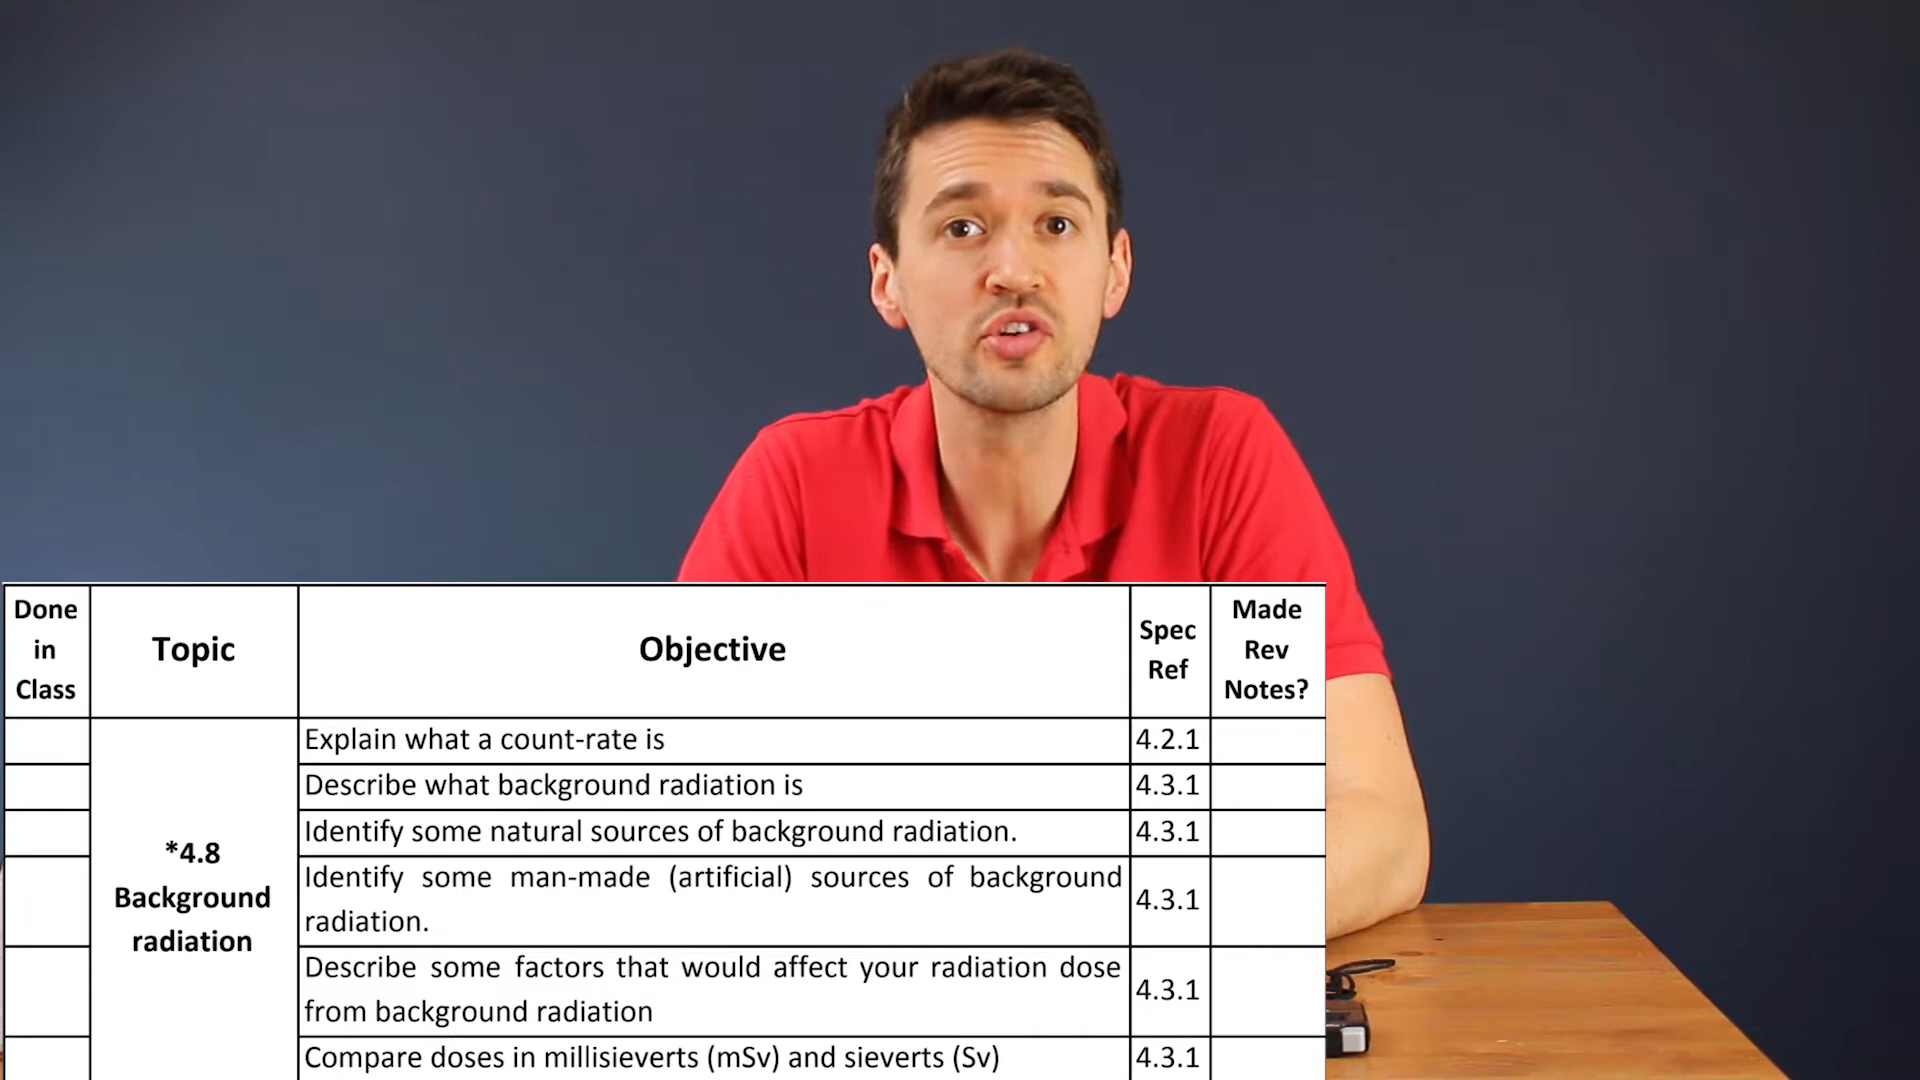 Done in Class
Topic
Objective
Spec Ref
Made Rev Notes?
*4.8 Background radiation
Explain what a count-rate is
4.2.1
Describe what background radiation is
4.3.1
Identify some natural sources of background radiation.
4.3.1
Identify some man-made (artificial) sources of background
radiation.
4.3.1
Describe some factors that would affect your radiation dose
from background radiation
4.3.1
Compare doses in millisieverts (mSv) and sieverts (Sv)
4.3.1